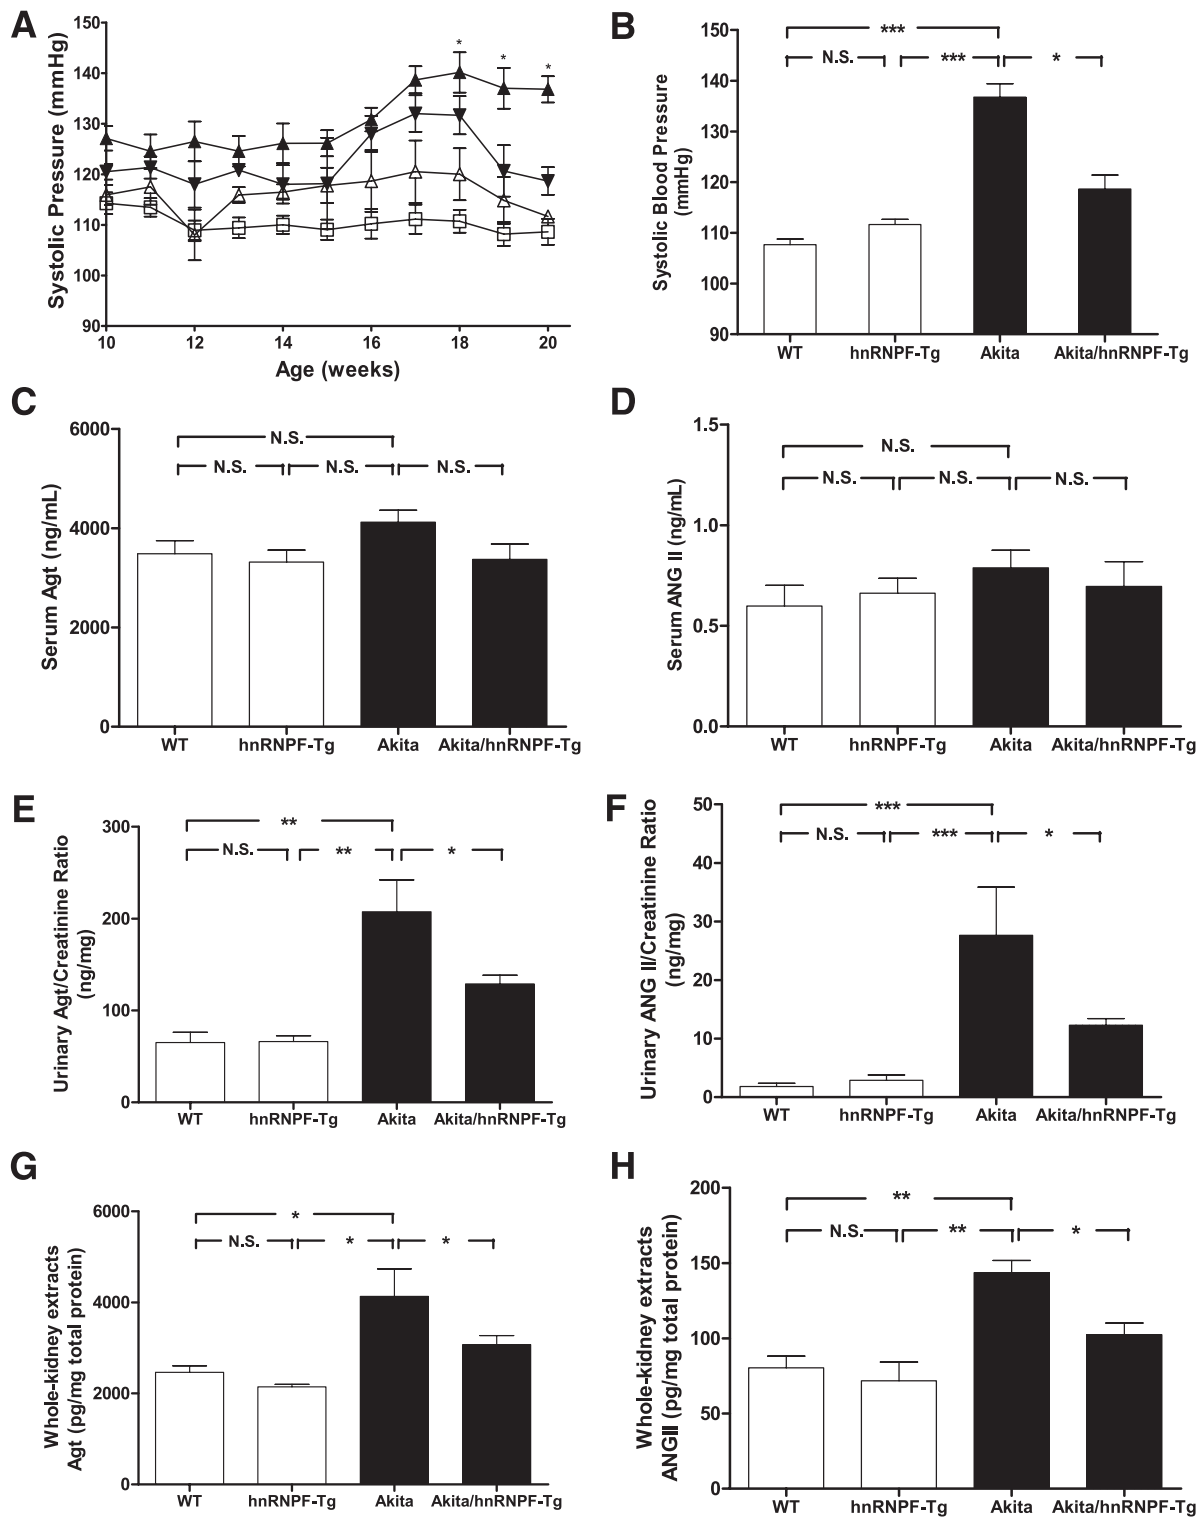 A
Systolic Pressure (mmHg)
150
140
130
120
110
100
90
* * *
10 12 14 16 18 20
Age (weeks)
B
Systolic Blood Pressure
(mmHg)
150
140
130
120
110
100
90
***
N.S. *** *
WT hnRNPF-Tg Akita Akita/hnRNPF-Tg
C
Serum Agt (ng/mL)
6000
4000
2000
0
N.S.
N.S. N.S. N.S.
WT hnRNPF-Tg Akita Akita/hnRNPF-Tg
D
Serum ANG II (ng/mL)
1.5
1.0
0.5
0.0
N.S.
N.S. N.S. N.S.
WT hnRNPF-Tg Akita Akita/hnRNPF-Tg
E
Urinary Agt/Creatinine Ratio
(ng/mg)
300
200
100
0
**
N.S. ** *
WT hnRNPF-Tg Akita Akita/hnRNPF-Tg
F
Urinary ANG II/Creatinine Ratio
(ng/mg)
50
40
30
20
10
0
***
N.S. *** *
WT hnRNPF-Tg Akita Akita/hnRNPF-Tg
G
Whole-kidney extracts
Agt (pg/mg total protein)
6000
4000
2000
0
*
N.S. * *
WT hnRNPF-Tg Akita Akita/hnRNPF-Tg
H
Whole-kidney extracts
ANGII (pg/mg total protein)
200
150
100
50
0
**
N.S. ** *
WT hnRNPF-Tg Akita Akita/hnRNPF-Tg